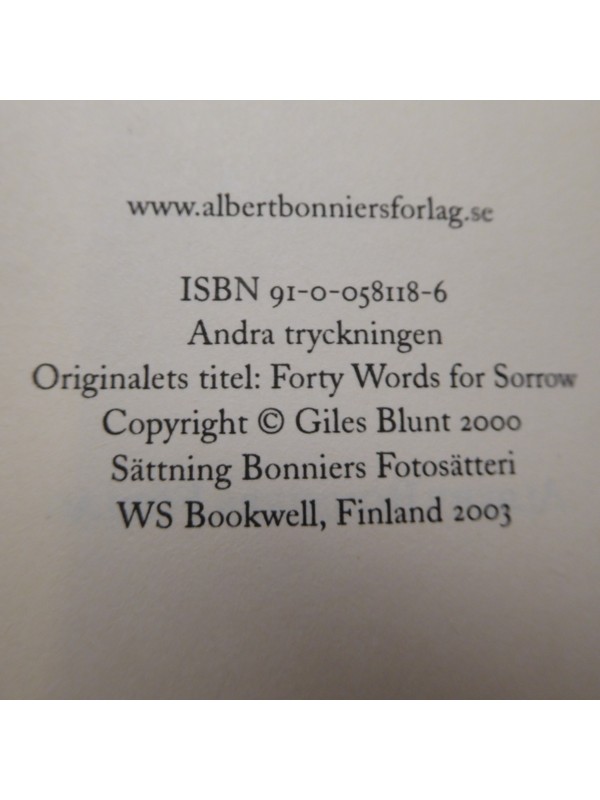 www.albertbonniersforlag.se
ISBN 91-0-058118-6
Andra tryckningen
Originalets titel: Forty Words for Sorrow
Copyright © Giles Blunt 2000
Sättning Bonniers Fotosätteri
WS Bookwell, Finland 2003